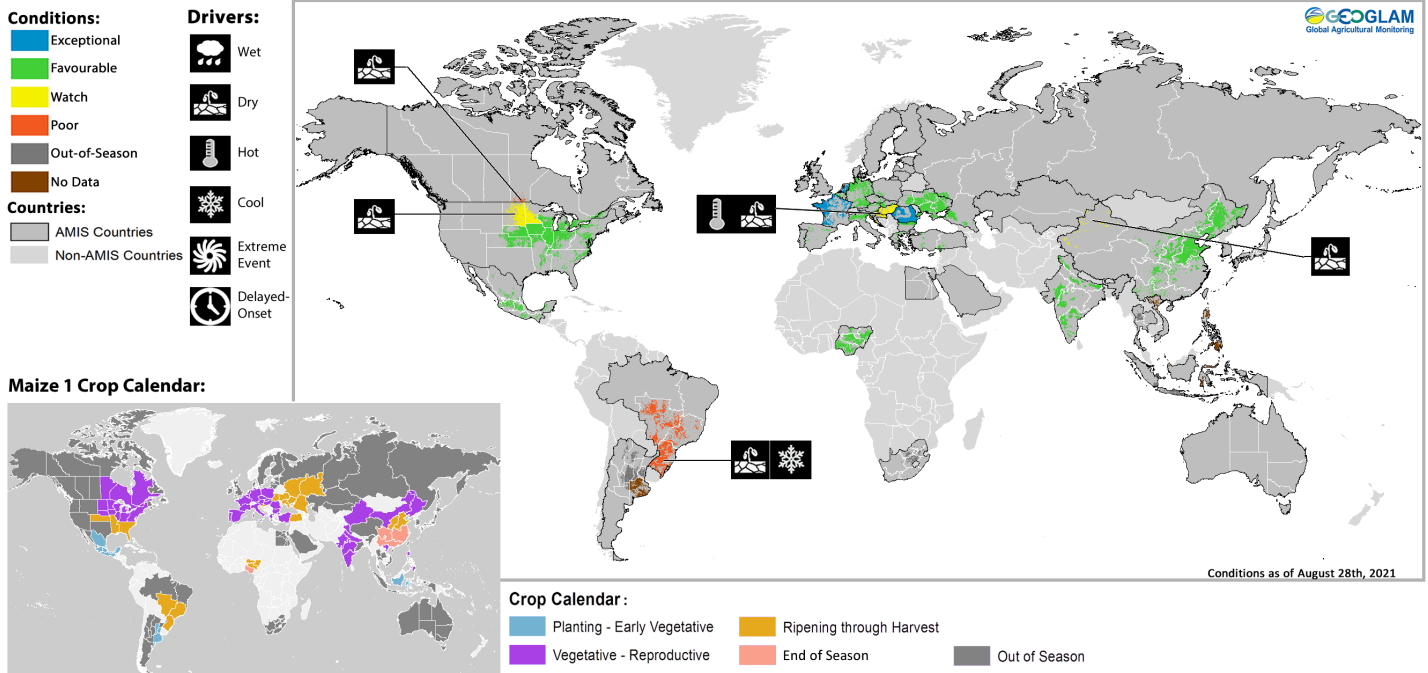 Conditions:
Exceptional
Favourable
Watch
Poor
Out-of-Season
No Data
Countries:
AMIS Countries
Non-AMIS Countries
Drivers:
Wet
Dry
Hot
Cool
Extreme
Event
Delayed-
Onset
GEOGLAM
Global Agricultural Monitoring
Conditions as of August 28th, 2021
Maize 1 Crop Calendar:
Crop Calendar :
Planting - Early Vegetative
Vegetative - Reproductive
Ripening through Harvest
End of Season
Out of Season